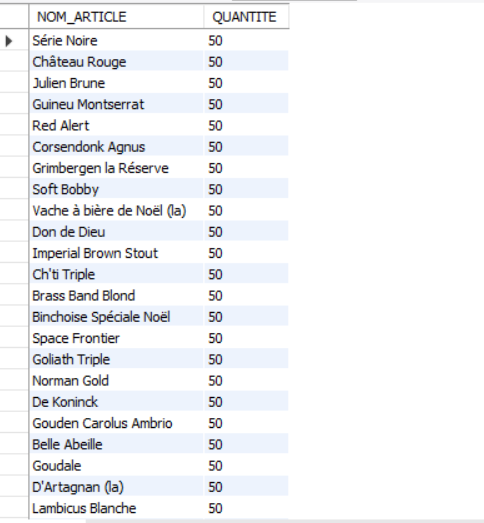 NOM_ARTICLE QUANTITE
Série Noire 50
Château Rouge 50
Julien Brune 50
Guineu Montserrat 50
Red Alert 50
Corsendonk Agnus 50
Grimbergen la Réserve 50
Soft Bobby 50
Vache à bière de Noël (la) 50
Don de Dieu 50
Imperial Brown Stout 50
Ch'ti Triple 50
Brass Band Blond 50
Binchoise Spéciale Noël 50
Space Frontier 50
Goliath Triple 50
Norman Gold 50
De Koninck 50
Gouden Carolus Ambrio 50
Belle Abeille 50
Goudale 50
D'Artagnan (la) 50
Lambicus Blanche 50